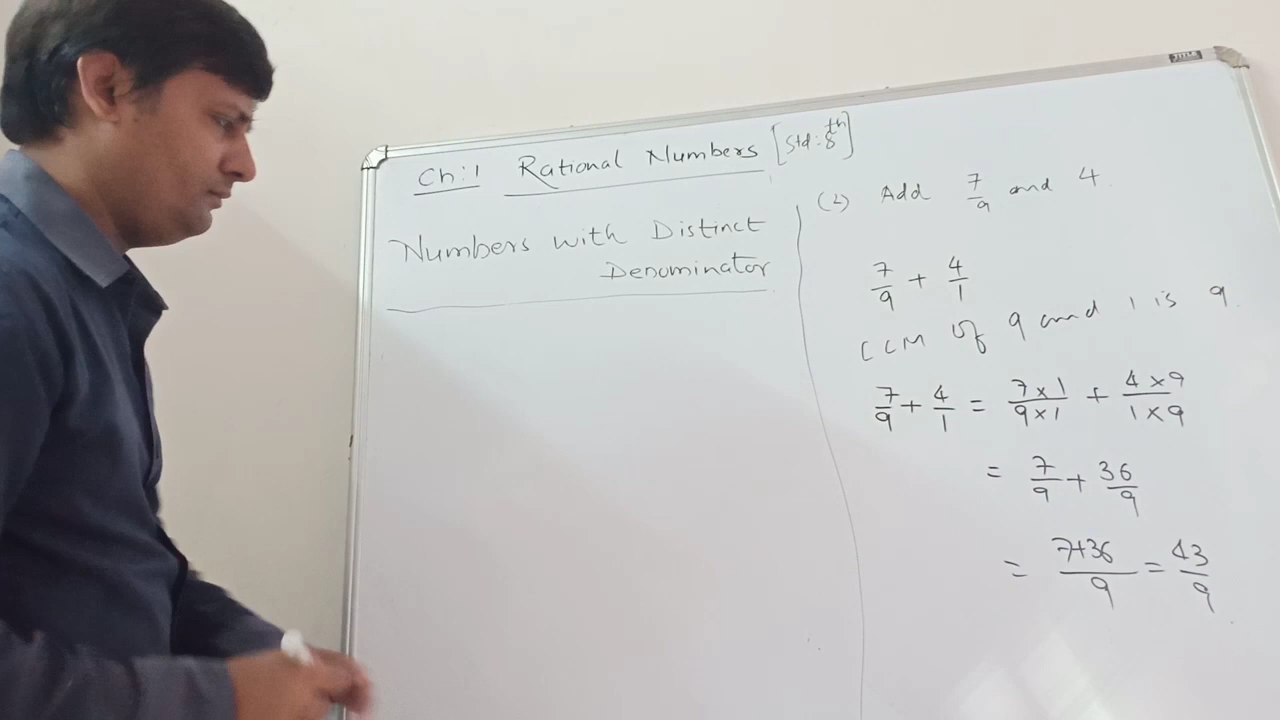 Ch:1 Rational Numbers [Std: 8th]
Numbers with Distinct
Denominator
(2) Add 7/9 and 4.
7/9 + 4/1
LCM of 9 and 1 is 9.
7/9 + 4/1 = 7×1/9×1 + 4×9/1×9
= 7/9 + 36/9
= 7+36/9 = 43/9